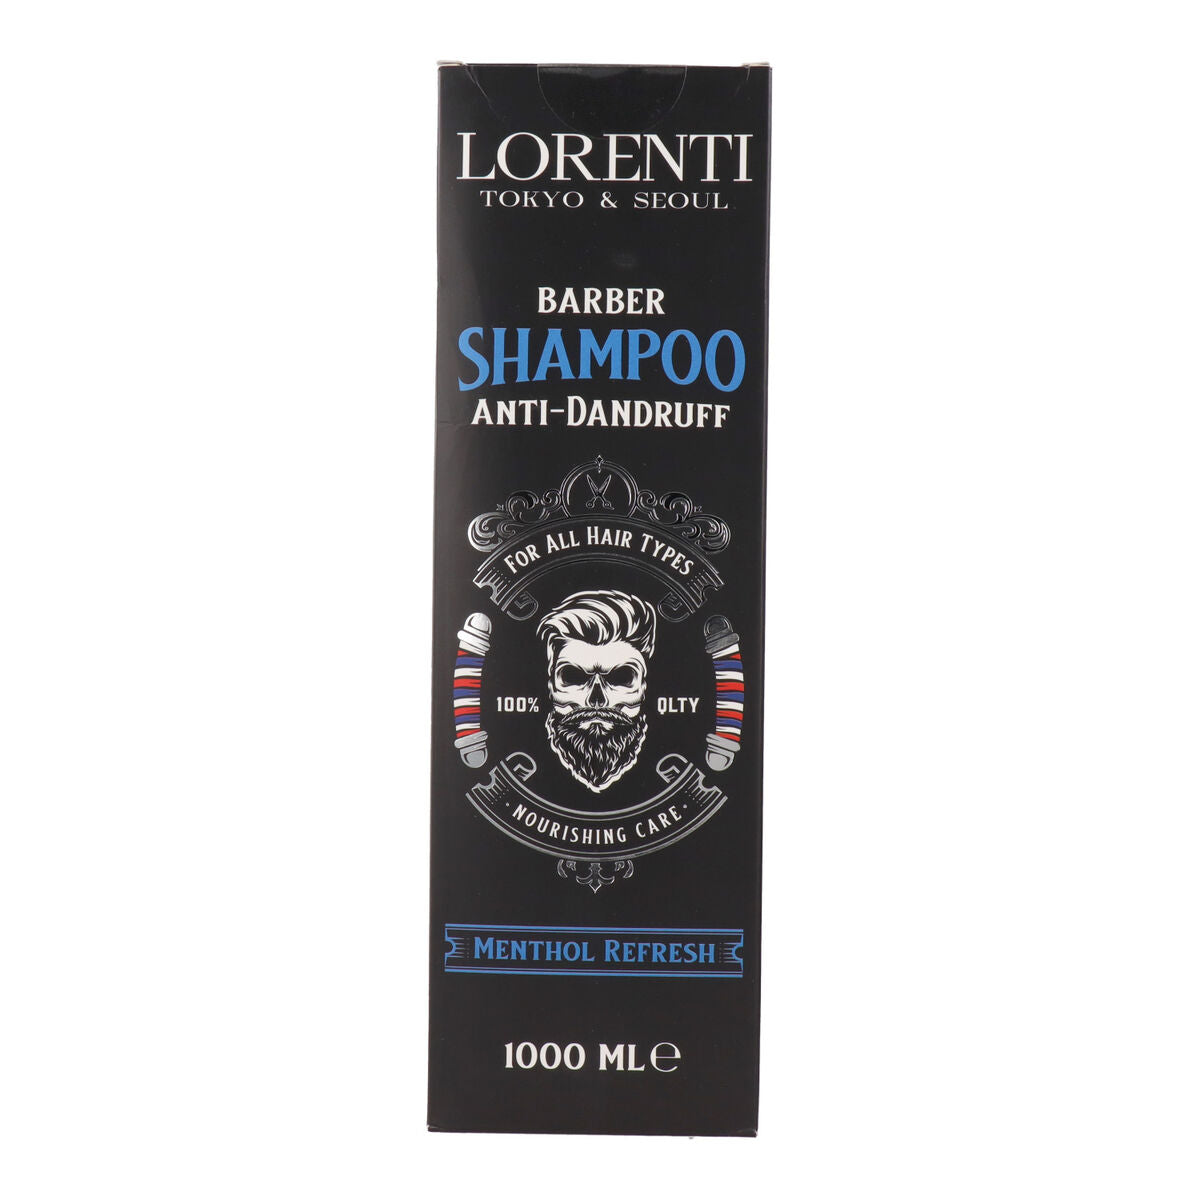 LORENTI
TOKYO & SEOUL
BARBER
SHAMPOO
ANTI-DANDRUFF
FOR ALL HAIR TYPES
100% QLTY
· NOURISHING CARE ·
MENTHOL REFRESH
1000 ML ℮